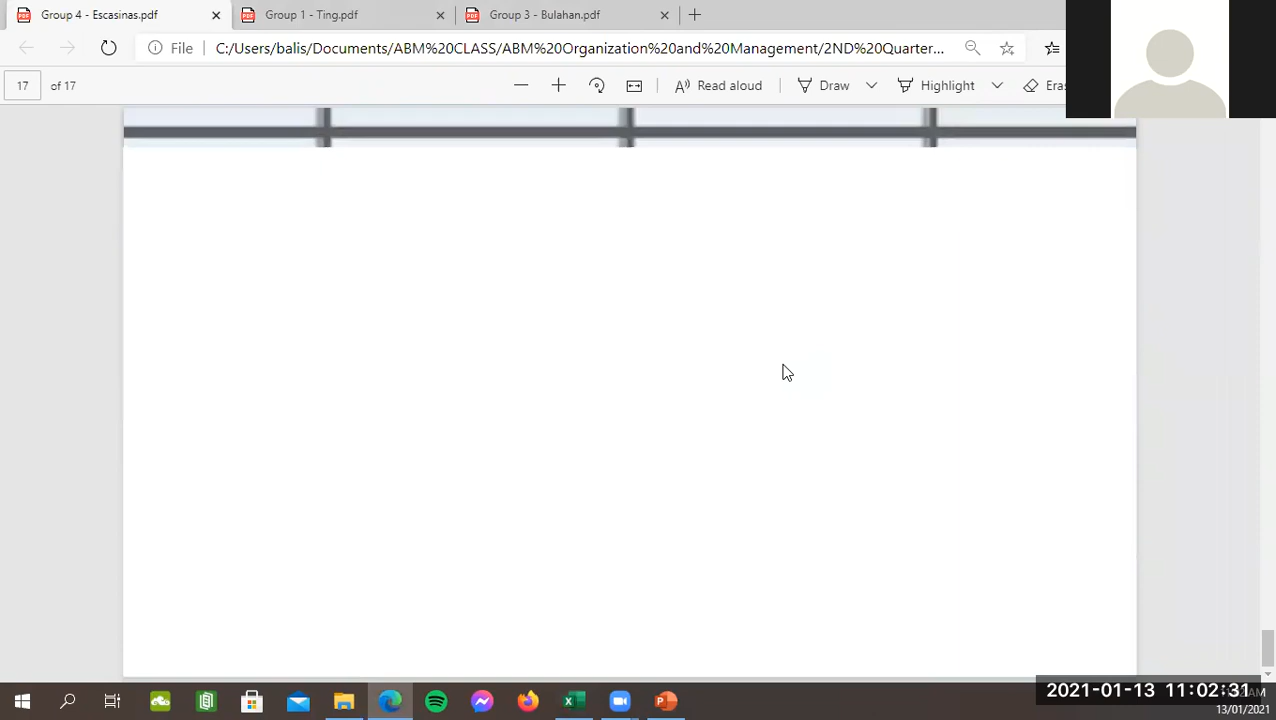 Group 4 - Escasinas.pdf
Group 1 - Ting.pdf
Group 3 - Bulahan.pdf
File
C:/Users/balis/Documents/ABM%20CLASS/ABM%20Organization%20and%20Management/2ND%20Quarter...
17 of 17
Read aloud
Draw
Highlight
2021-01-13 11:02:31
13/01/2021